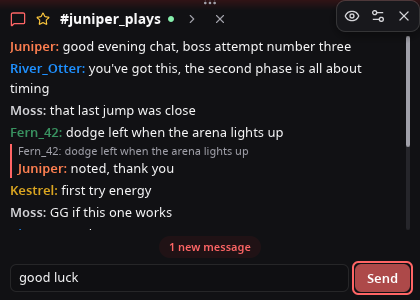 #juniper_plays
Juniper: good evening chat, boss attempt number three
River_Otter: you've got this, the second phase is all about
timing
Moss: that last jump was close
Fern_42: dodge left when the arena lights up
Fern_42: dodge left when the arena lights up
Juniper: noted, thank you
Kestrel: first try energy
Moss: GG if this one works
1 new message
good luck
Send